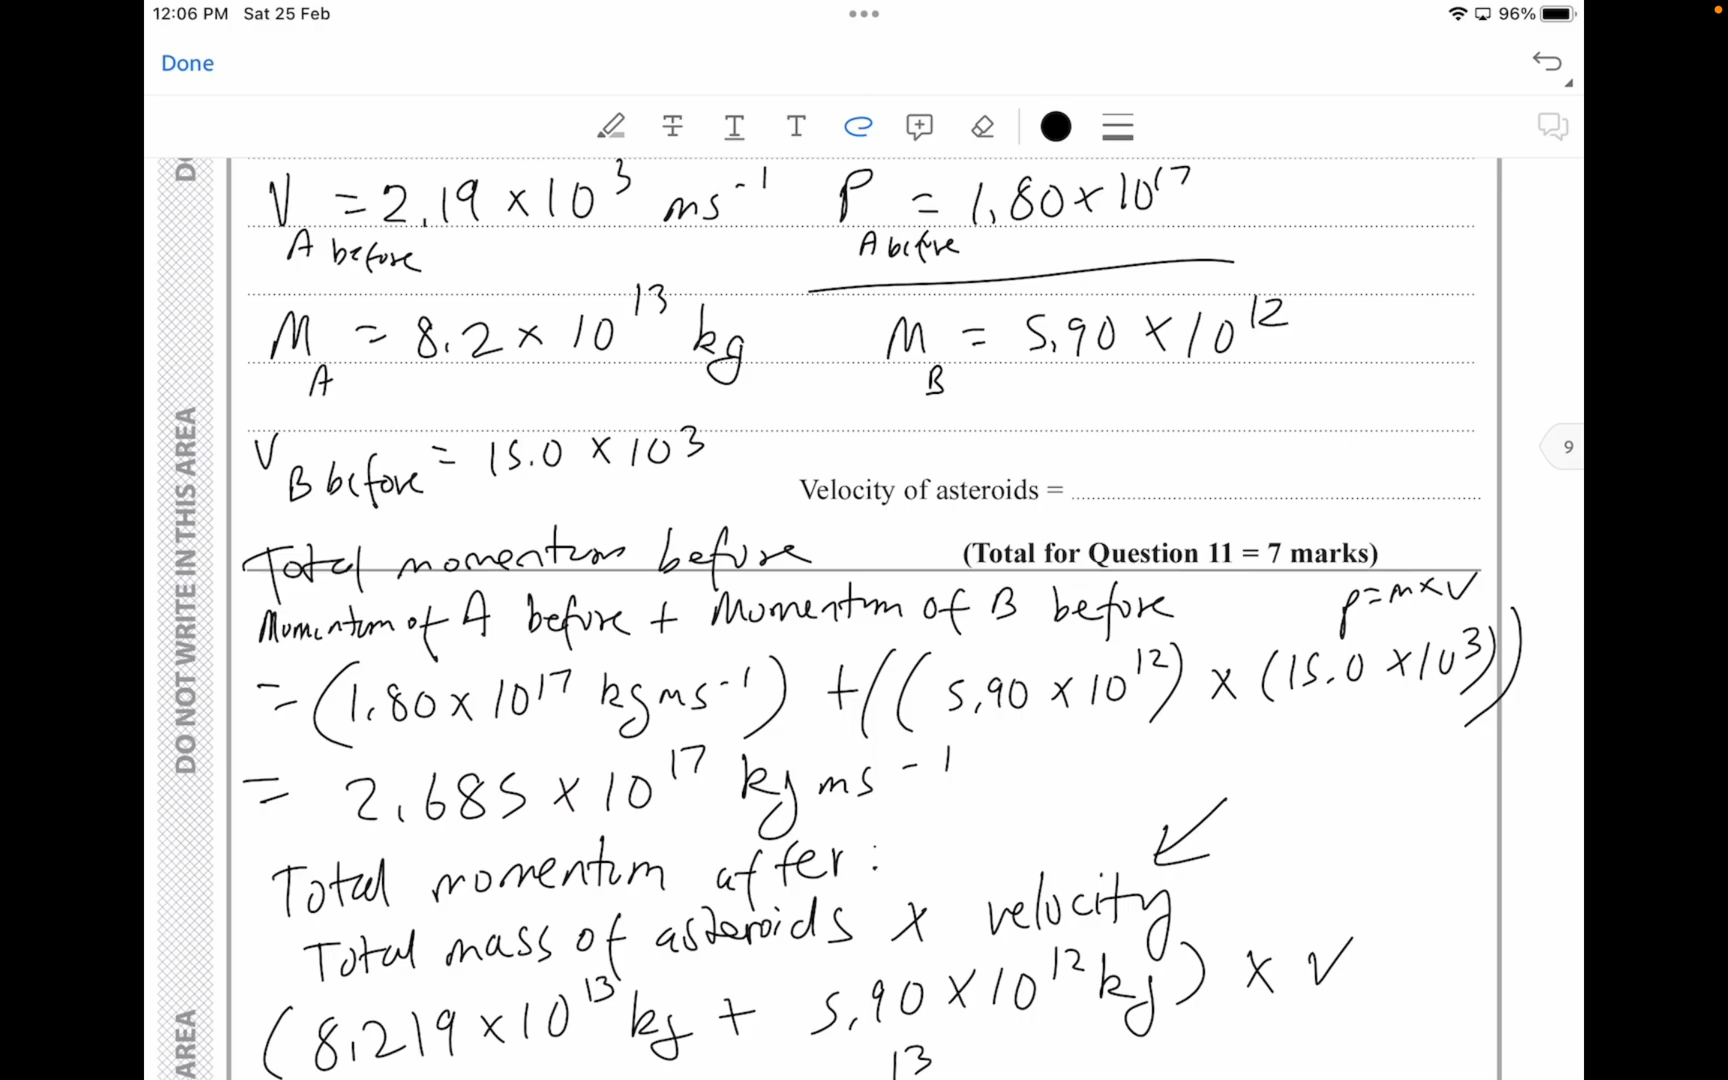 12:06 PM Sat 25 Feb
96%
Done
T T T
V = 2.19 × 10³ ms⁻¹ P = 1.80 × 10¹⁷
A before A before
M = 8.2 × 10¹³ kg M = 5.90 × 10¹²
A B
V B before = 15.0 × 10³
9
Velocity of asteroids = ........................................
Total momentum before
(Total for Question 11 = 7 marks)
Momentum of A before + Momentum of B before p = m × v
= (1.80 × 10¹⁷ kg ms⁻¹) + ((5.90 × 10¹²) × (15.0 × 10³))
= 2.685 × 10¹⁷ kg ms⁻¹
Total momentum after:
Total mass of asteroids × velocity
(8.219 × 10¹³ kg + 5.90 × 10¹² kg) × V
13
DO NOT WRITE IN THIS AREA
AREA